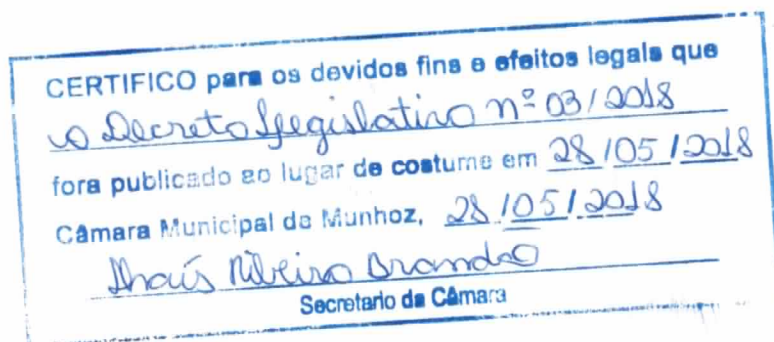 CERTIFICO para os devidos fins e efeitos legais que
o Decreto Legislativo nº 03/2018
fora publicado ao lugar de costume em 28/05/2018
Câmara Municipal de Munhoz, 28/05/2018
Thaís Ribeiro Brandão
Secretario da Câmara